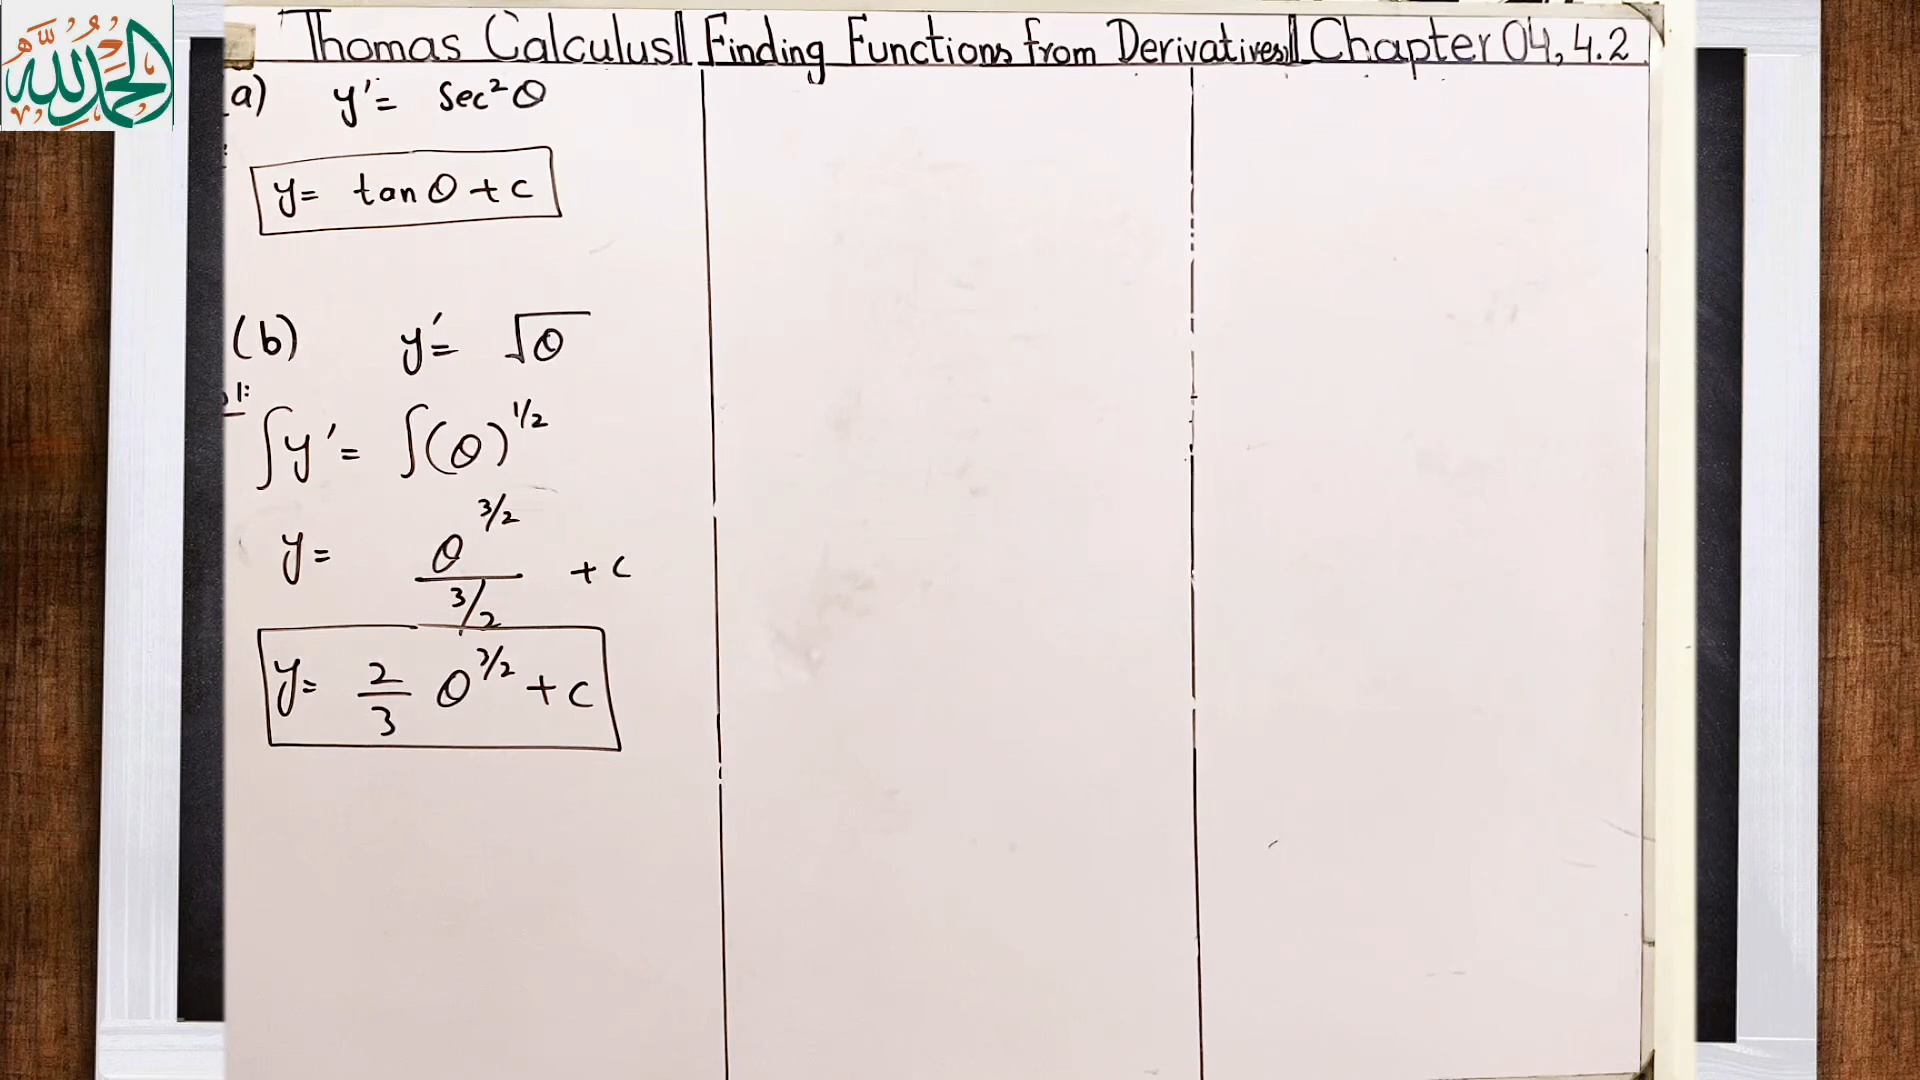 الحمد لله
Thomas Calculus|| Finding Functions from Derivatives|| Chapter 04, 4.2
a) y' = sec²θ
y = tanθ + c
(b) y' = √θ
1:
∫y' = ∫(θ)^1/2
y = θ^3/2 / 3/2 + c
y = 2/3 θ^3/2 + c